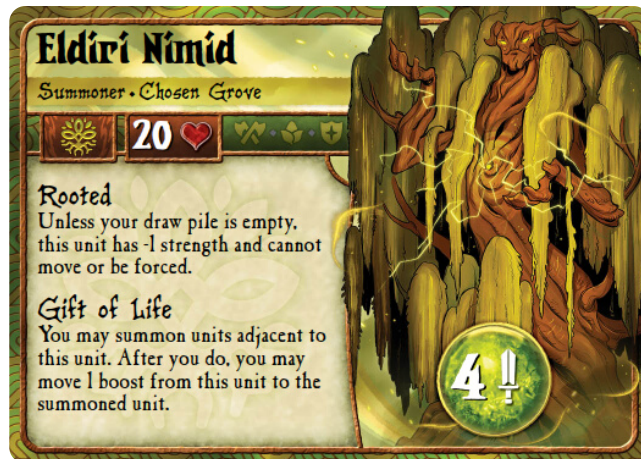 Eldiri Nimid
Summoner • Chosen Grove
20
Rooted
Unless your draw pile is empty,
this unit has -1 strength and cannot
move or be forced.
Gift of Life
You may summon units adjacent to
this unit. After you do, you may
move 1 boost from this unit to the
summoned unit.
4